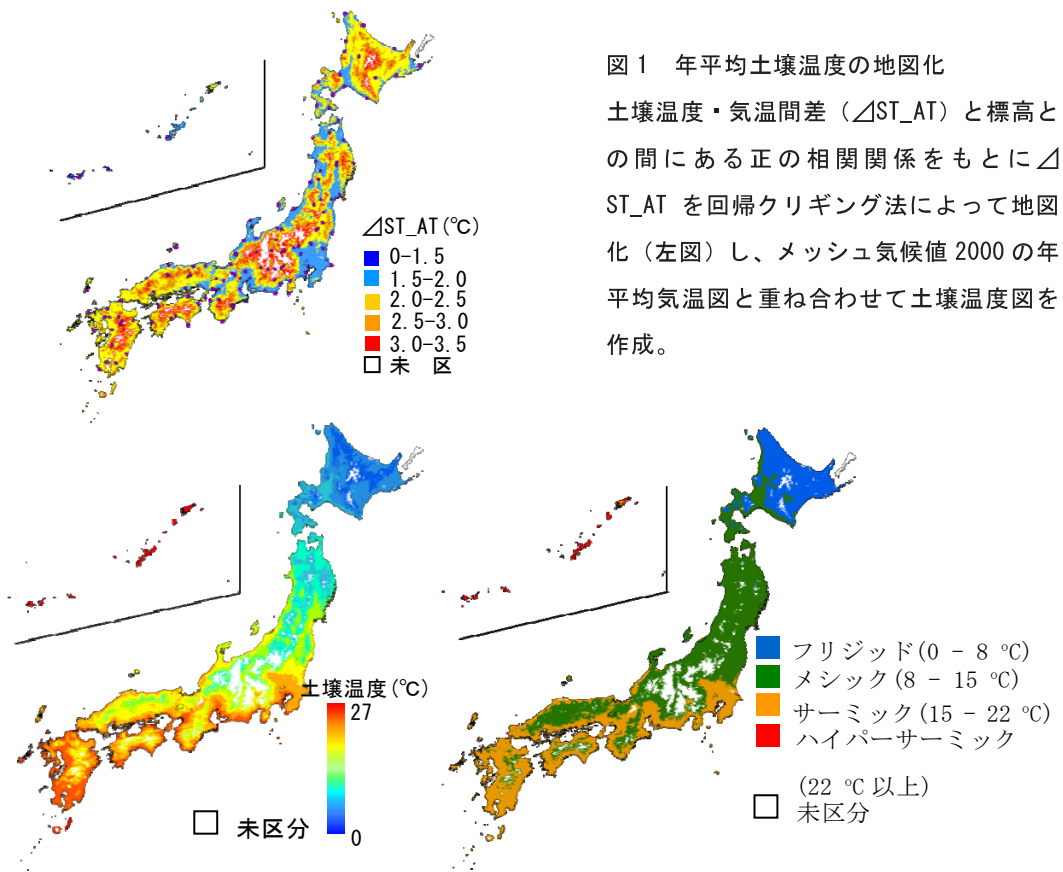 図1 年平均土壌温度の地図化
土壌温度・気温間差（⊿ST_AT）と標高と
の間にある正の相関関係をもとに⊿
ST_AT を回帰クリギング法によって地図
化（左図）し、メッシュ気候値 2000 の年
平均気温図と重ね合わせて土壌温度図を
作成。
⊿ST_AT(℃)
0-1.5
1.5-2.0
2.0-2.5
2.5-3.0
3.0-3.5
未 区
土壌温度(℃)
27
0
未区分
フリジッド(0 - 8 ℃)
メシック(8 - 15 ℃)
サーミック(15 - 22 ℃)
ハイパーサーミック
(22 ℃ 以上)
未区分